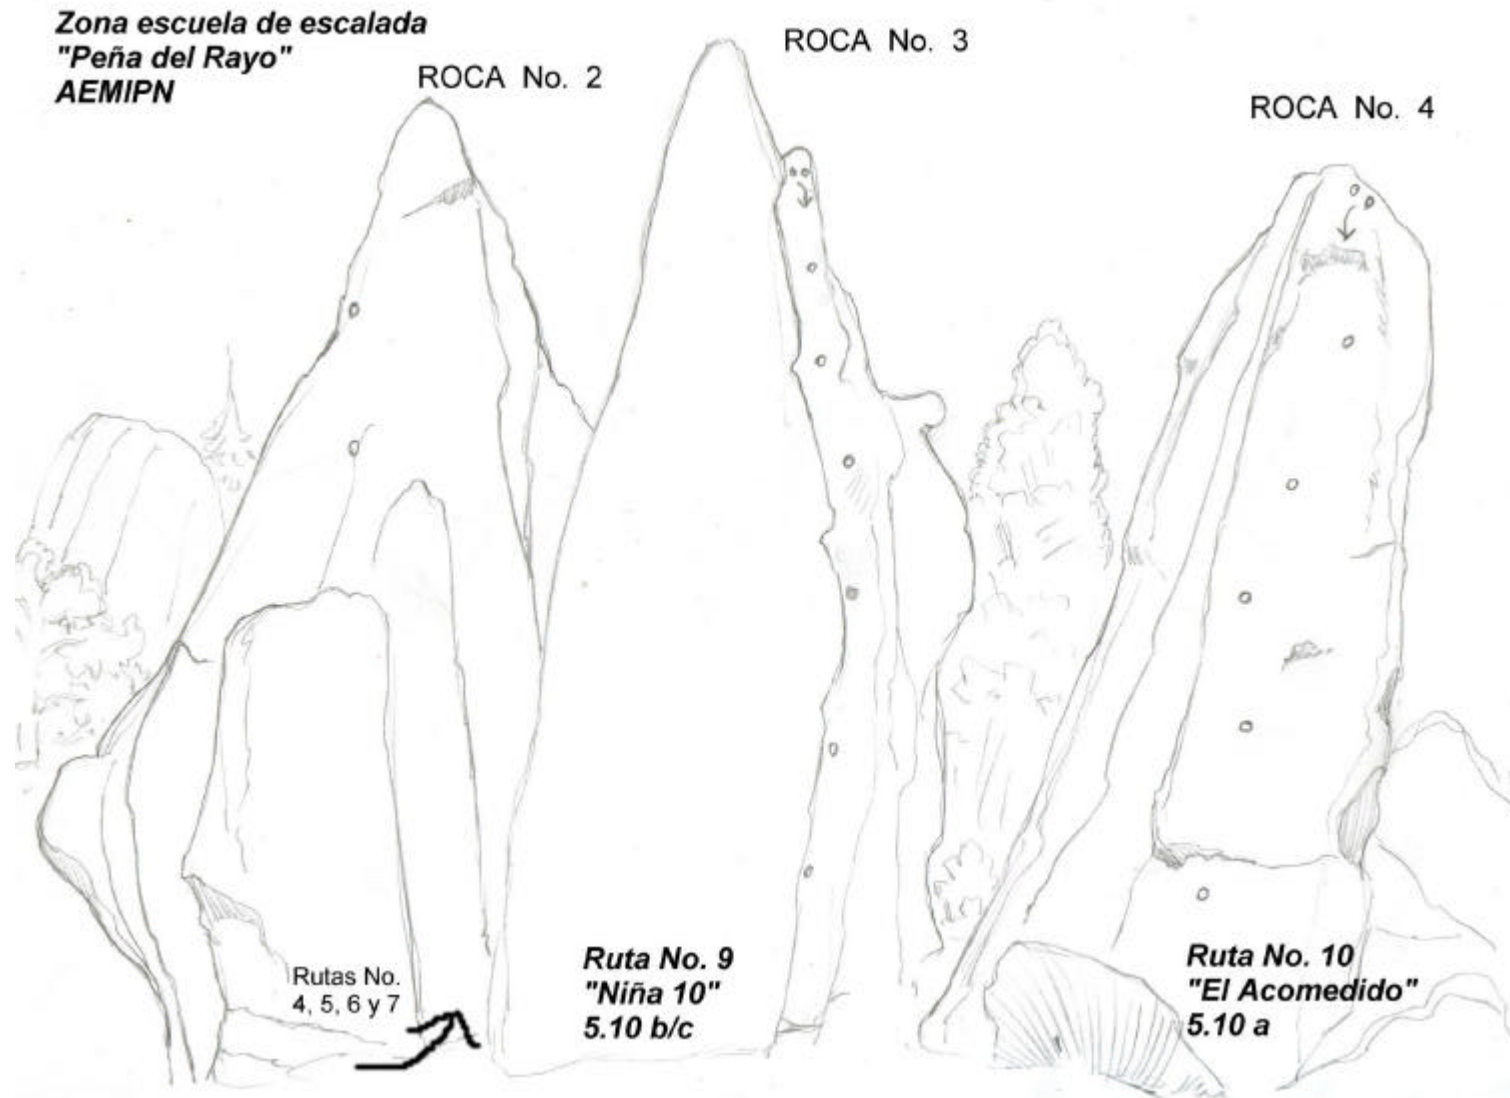 Zona escuela de escalada
"Peña del Rayo"
AEMIPN
ROCA No. 2
ROCA No. 3
ROCA No. 4
Rutas No.
4, 5, 6 y 7
Ruta No. 9
"Niña 10"
5.10 b/c
Ruta No. 10
"El Acomedido"
5.10 a